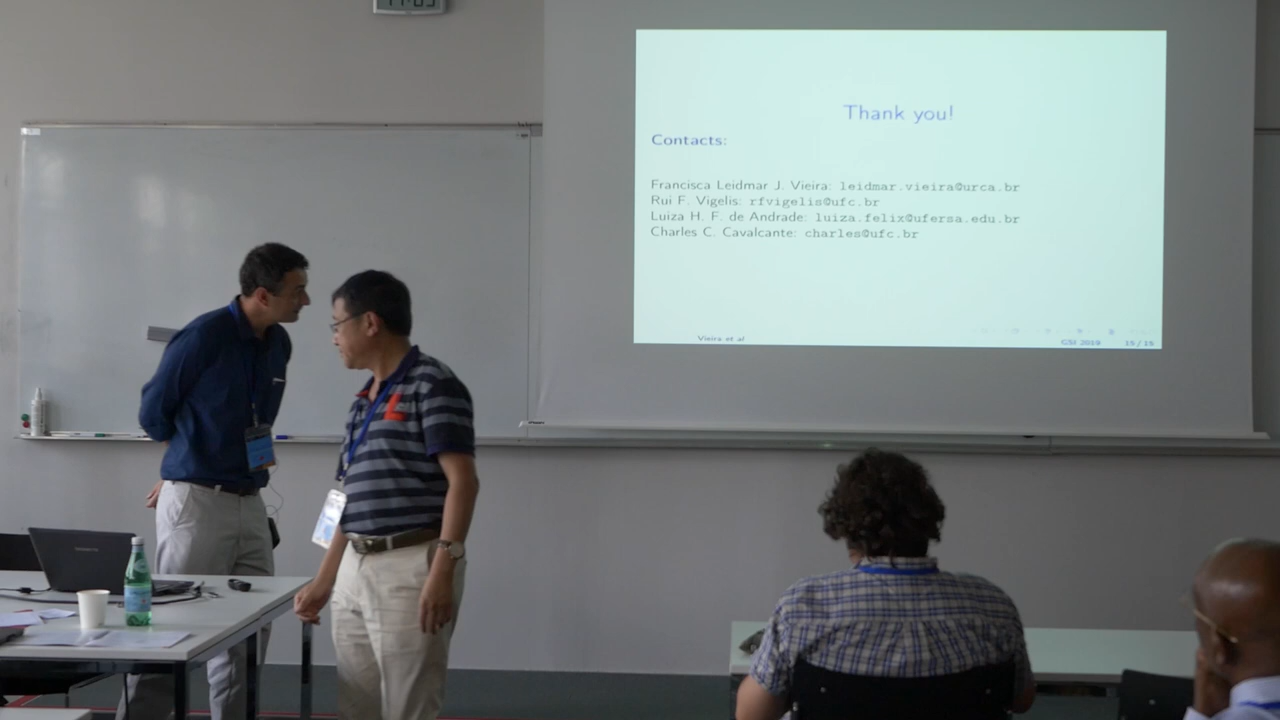 Thank you!
Contacts:
Francisca Leidmar J. Vieira: leidmar.vieira@urca.br
Rui F. Vigelis: rfvigelis@ufc.br
Luiza H. F. de Andrade: luiza.felix@ufersa.edu.br
Charles C. Cavalcante: charles@ufc.br
Vieira et al
GSI 2019
15 / 15